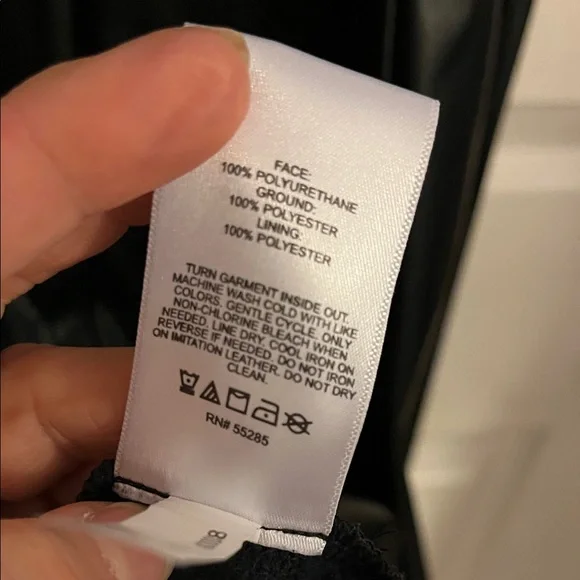 FACE:
100% POLYURETHANE
GROUND:
100% POLYESTER
LINING:
100% POLYESTER
TURN GARMENT INSIDE OUT.
MACHINE WASH COLD WITH LIKE
COLORS. GENTLE CYCLE. ONLY
NON-CHLORINE BLEACH WHEN
NEEDED. LINE DRY. COOL IRON ON
REVERSE IF NEEDED. DO NOT IRON
ON IMITATION LEATHER. DO NOT DRY
CLEAN.
RN# 55285